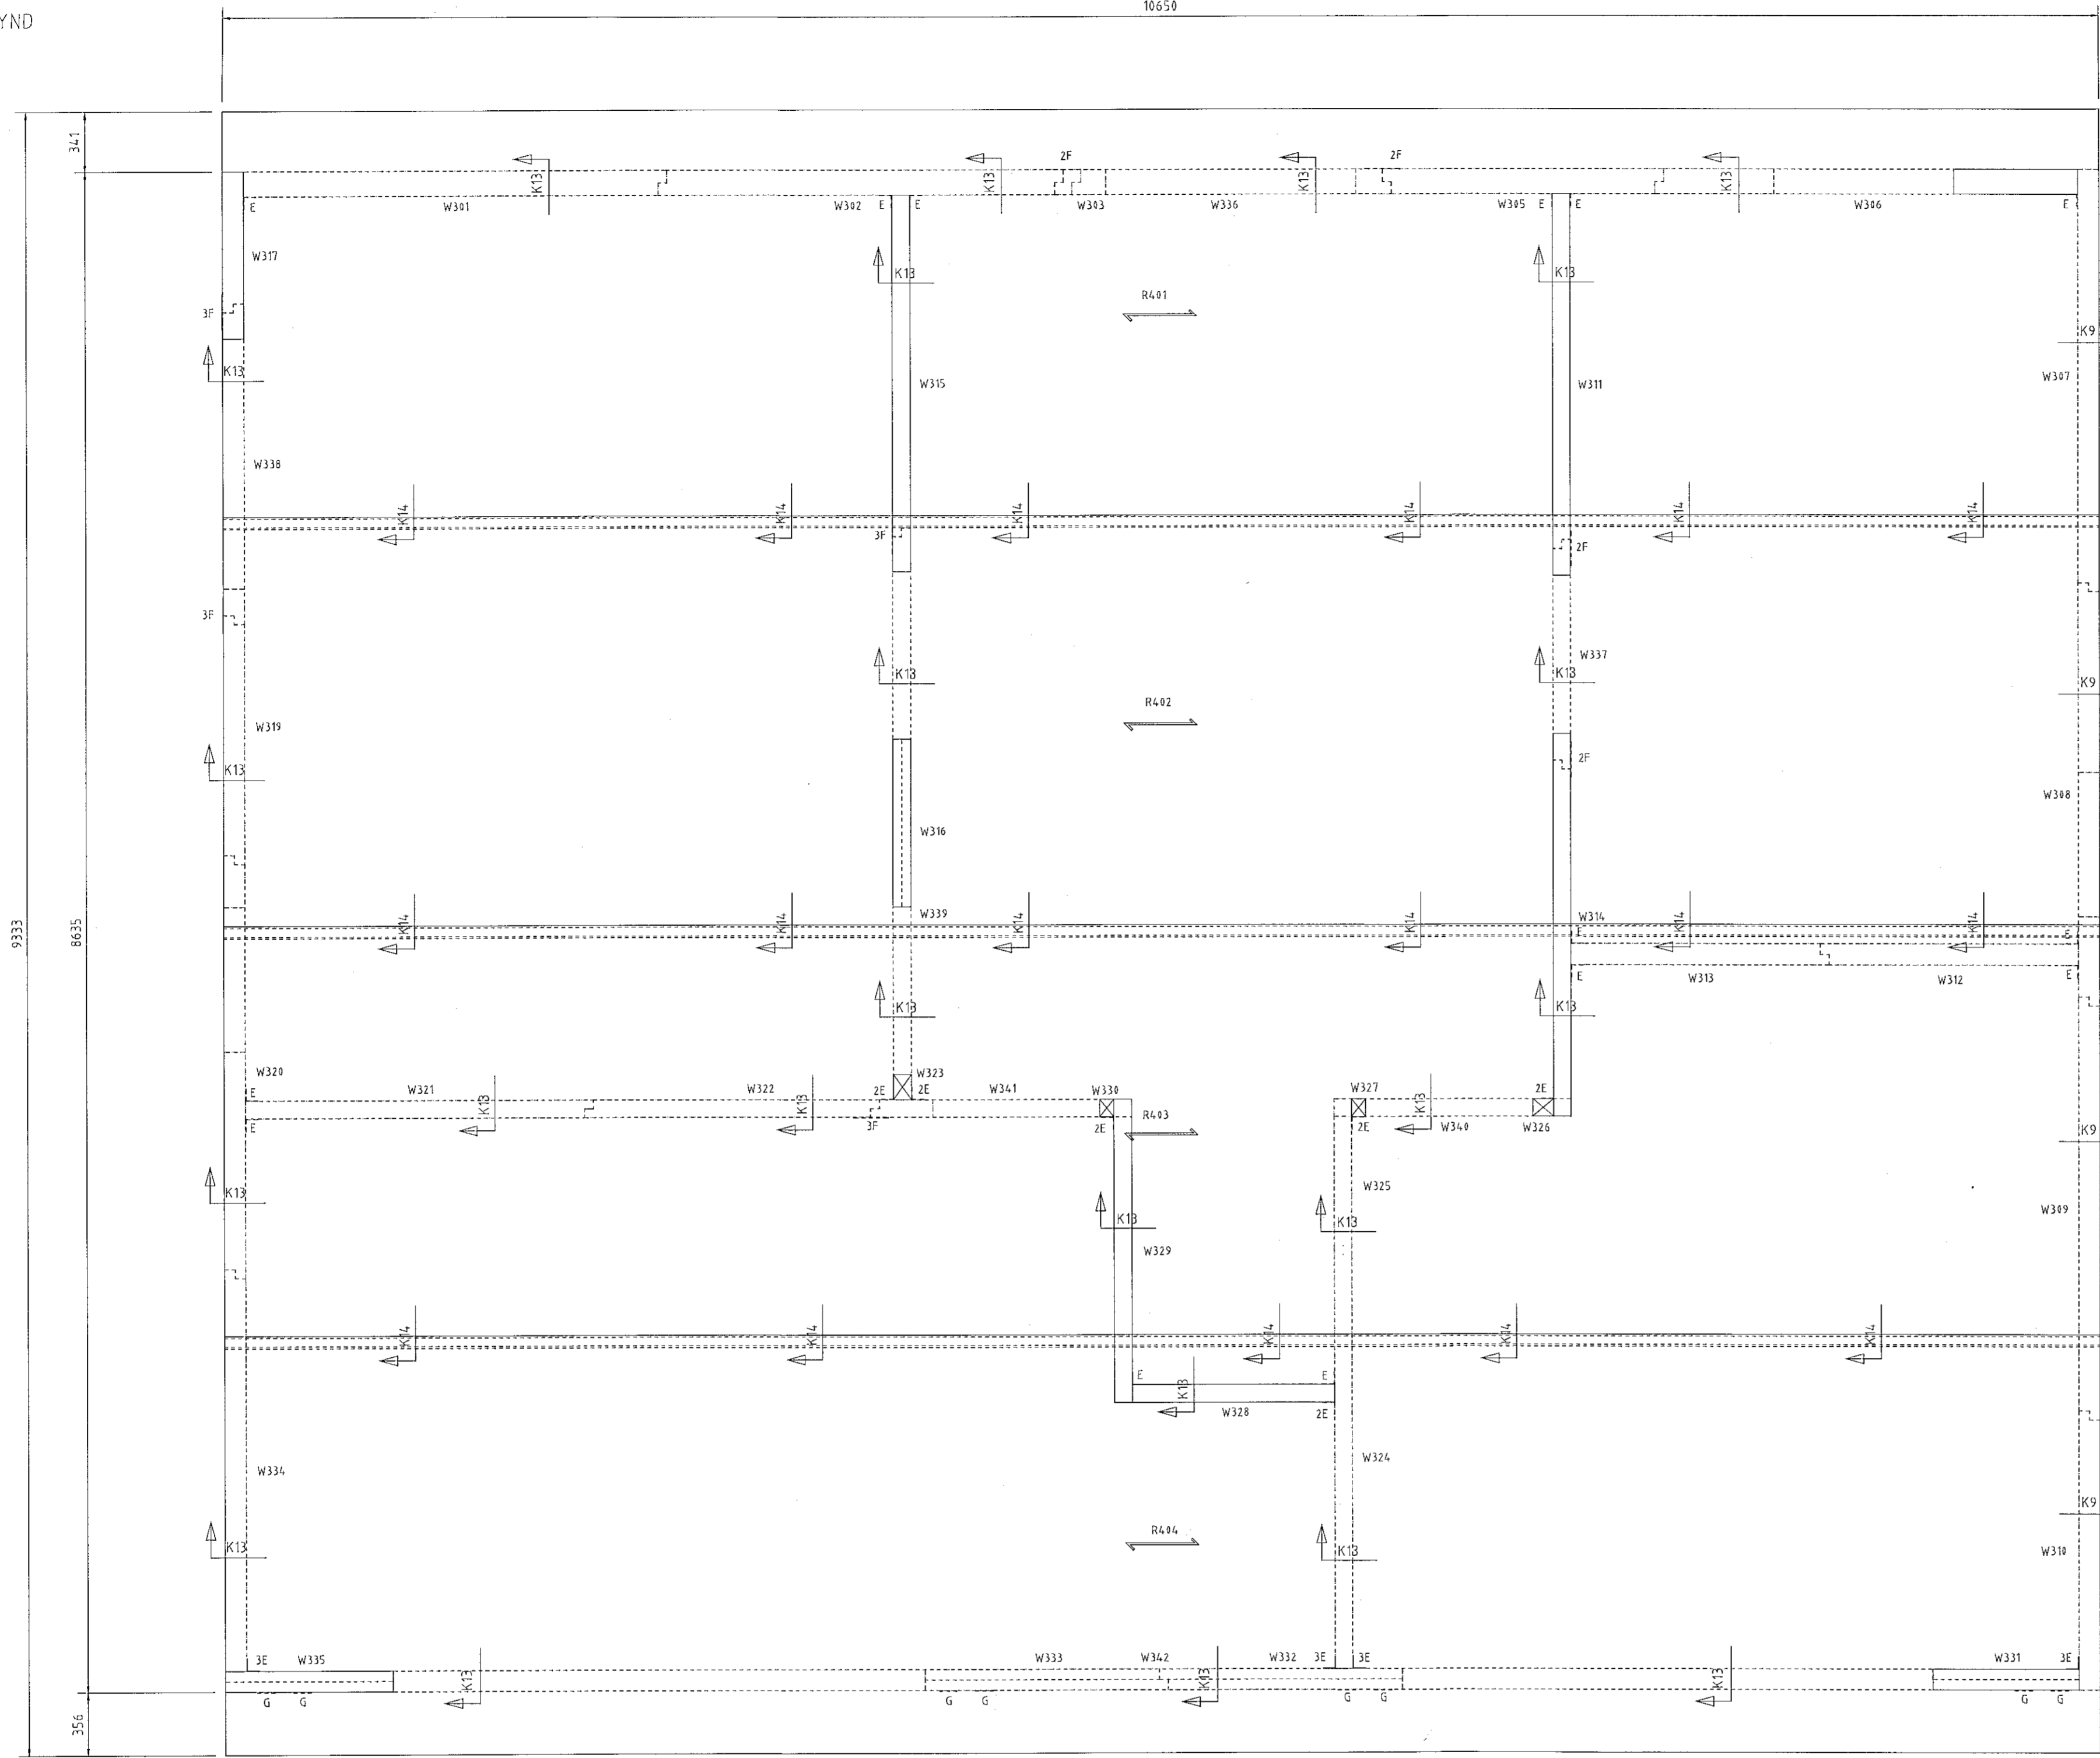 10650
YND
341
K13 K13 2F K13 2F K13
E W301 W302 E E W303 W336 W305 E E W306 E
W317
K13 K13
R401
3F
K9
K13
W315 W311 W307
W338
K14 K14 K14 K14 K14 K14
3F 2F
3F
W337
K13 K13
K9
R402
W319
2F
K13
W308
W316
W339 W314
K14 K14 K14 K14 K14 K14
E E
9333
8635
E W313 W312 E
K13 K13
W320 W323
E W321 W322 2E 2E W341 W330 W327 2E
K13 K13 K13
R403
E 3F 2E 2E W340 W326
K9
W325
K13
W309
K13 K13
W329
K14 K14 K14 K14 K14
E E
K13
W328 2E
W324
W334
K9
R404
K13 K13
W310
3E W335 W333 W342 W332 3E 3E W331 3E
K13 K13 K13
G G G G G G G G
356